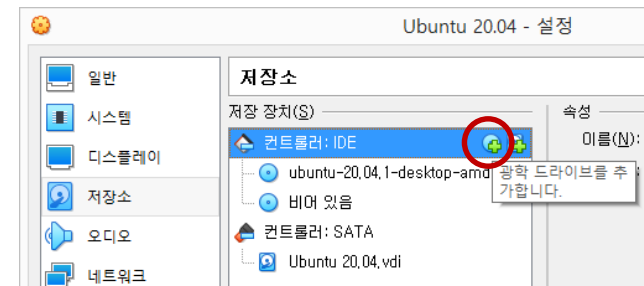 Ubuntu 20.04 - 설정
일반
시스템
디스플레이
저장소
오디오
네트워크
저장소
저장 장치(S)
컨트롤러: IDE
ubuntu-20.04.1-desktop-amd
비어 있음
컨트롤러: SATA
Ubuntu 20.04.vdi
광학 드라이브를 추
가합니다.
속성
이름(N):